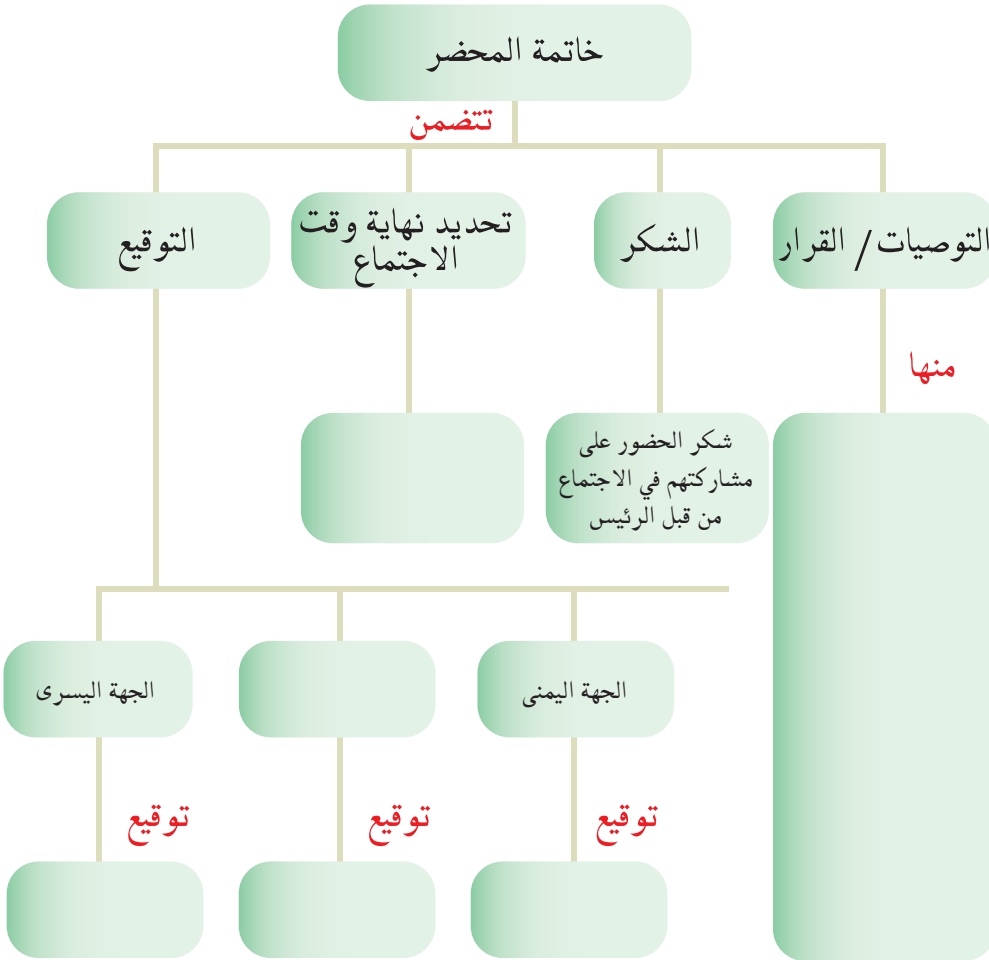 خاتمة المحضر
تتضمن
التوصيات / القرار
الشكر
تحديد نهاية وقت
الاجتماع
التوقيع
منها
شكر الحضور على
مشاركتهم في الاجتماع
من قبل الرئيس
الجهة اليمنى
الجهة اليسرى
توقيع
توقيع
توقيع